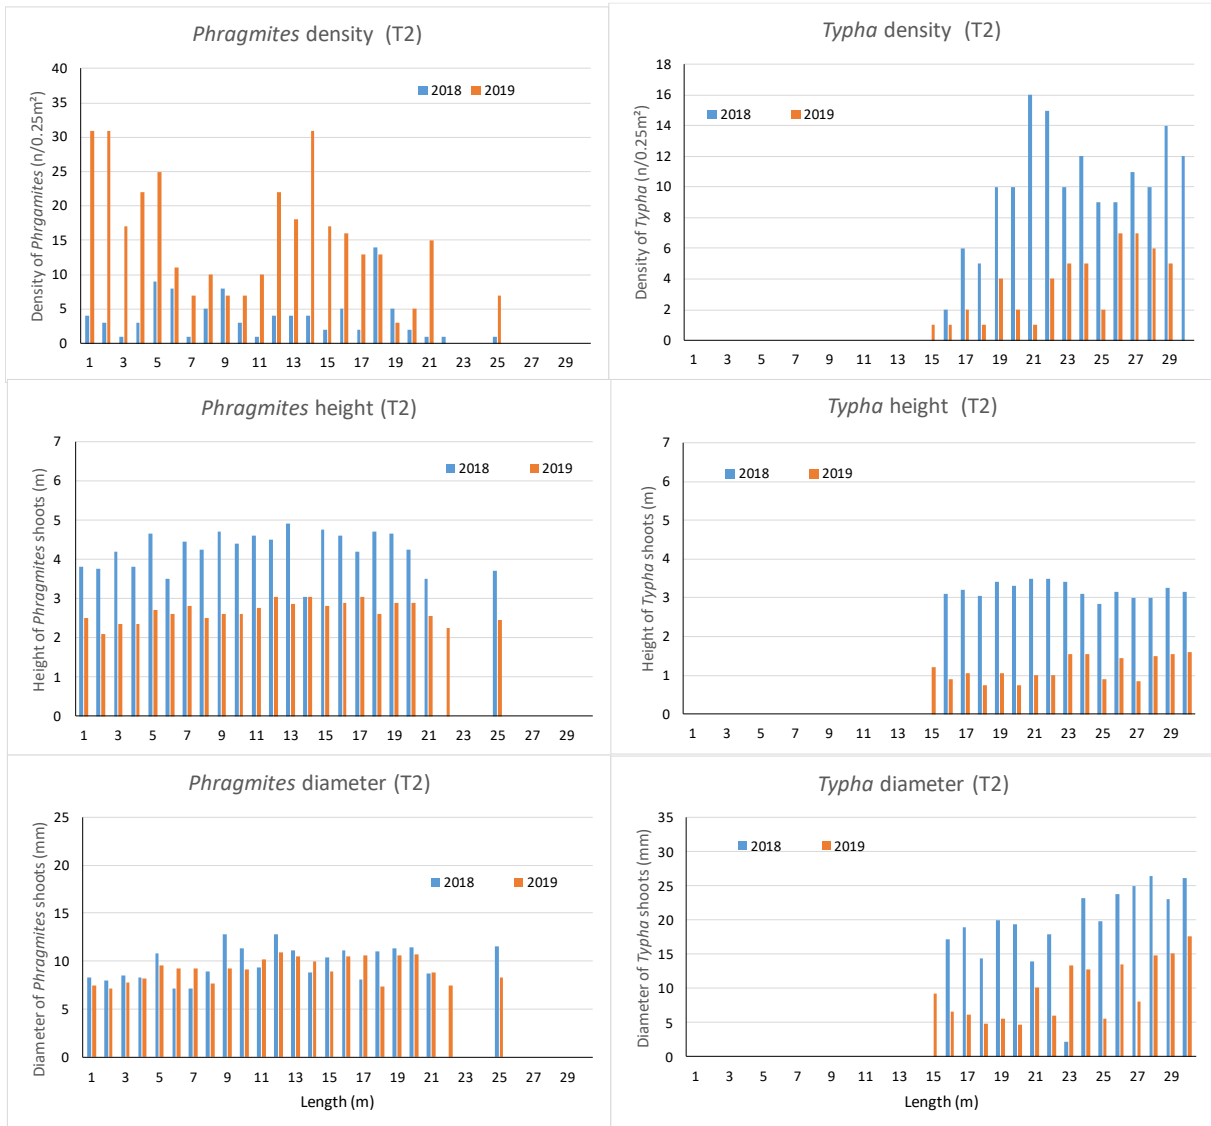 Phragmites density (T2)
Density of Phrgamites (n/0.25m²)
40
35
30
25
20
15
10
5
0
2018 2019
1 3 5 7 9 11 13 15 17 19 21 23 25 27 29
Typha density (T2)
Density of Typha (n/0.25m²)
18
16
14
12
10
8
6
4
2
0
2018 2019
1 3 5 7 9 11 13 15 17 19 21 23 25 27 29
Phragmites height (T2)
Height of Phragmites shoots (m)
7
6
5
4
3
2
1
0
2018 2019
1 3 5 7 9 11 13 15 17 19 21 23 25 27 29
Typha height (T2)
Height of Typha shoots (m)
7
6
5
4
3
2
1
0
2018 2019
1 3 5 7 9 11 13 15 17 19 21 23 25 27 29
Phragmites diameter (T2)
Diameter of Phragmites shoots (mm)
25
20
15
10
5
0
2018 2019
1 3 5 7 9 11 13 15 17 19 21 23 25 27 29
Length (m)
Typha diameter (T2)
Diameter of Typha shoots (mm)
35
30
25
20
15
10
5
0
2018 2019
1 3 5 7 9 11 13 15 17 19 21 23 25 27 29
Length (m)